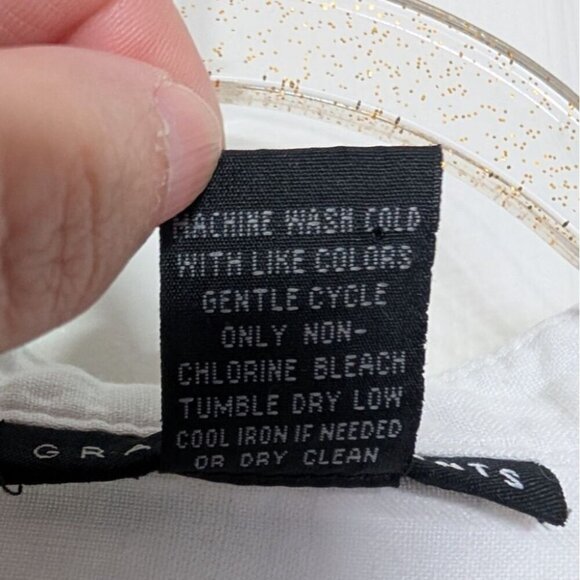 MACHINE WASH COLD
WITH LIKE COLORS
GENTLE CYCLE
ONLY NON-
CHLORINE BLEACH
TUMBLE DRY LOW
COOL IRON IF NEEDED
OR DRY CLEAN